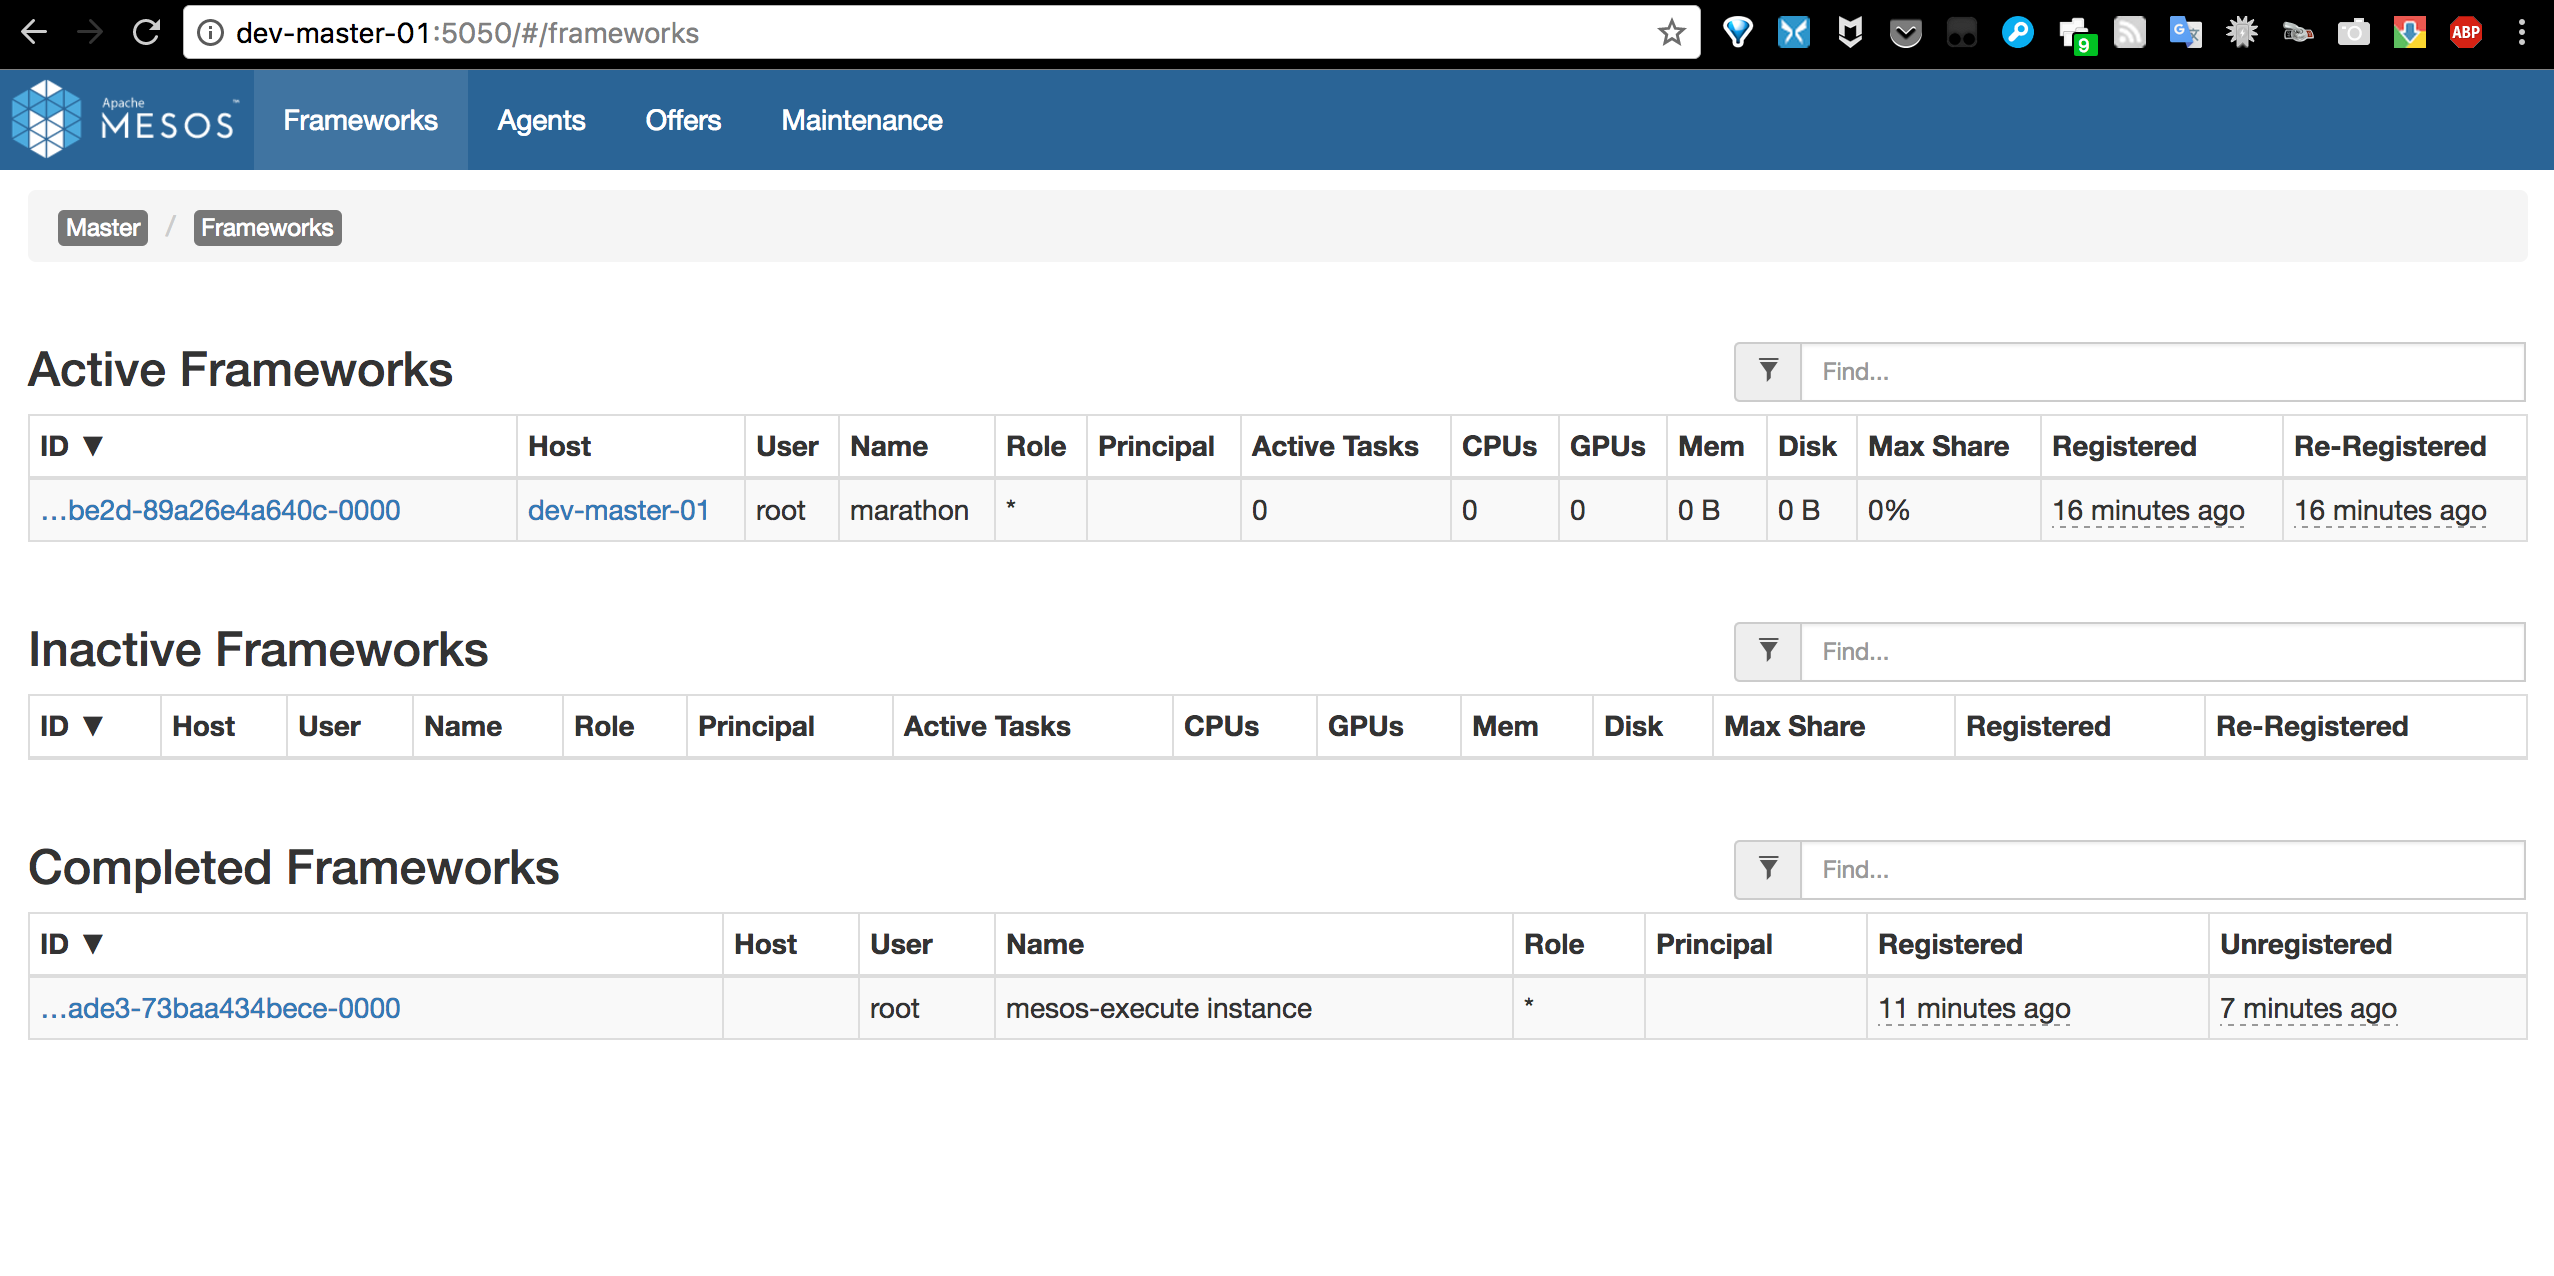 dev-master-01:5050/#/frameworks
9
G
ABP
Apache
MESOS™
Frameworks Agents Offers Maintenance
Master / Frameworks
Active Frameworks
Find...
ID ▼ Host User Name Role Principal Active Tasks CPUs GPUs Mem Disk Max Share Registered Re-Registered
…be2d-89a26e4a640c-0000 dev-master-01 root marathon * 0 0 0 0 B 0 B 0% 16 minutes ago 16 minutes ago
Inactive Frameworks
Find...
ID ▼ Host User Name Role Principal Active Tasks CPUs GPUs Mem Disk Max Share Registered Re-Registered
Completed Frameworks
Find...
ID ▼ Host User Name Role Principal Registered Unregistered
…ade3-73baa434bece-0000 root mesos-execute instance * 11 minutes ago 7 minutes ago